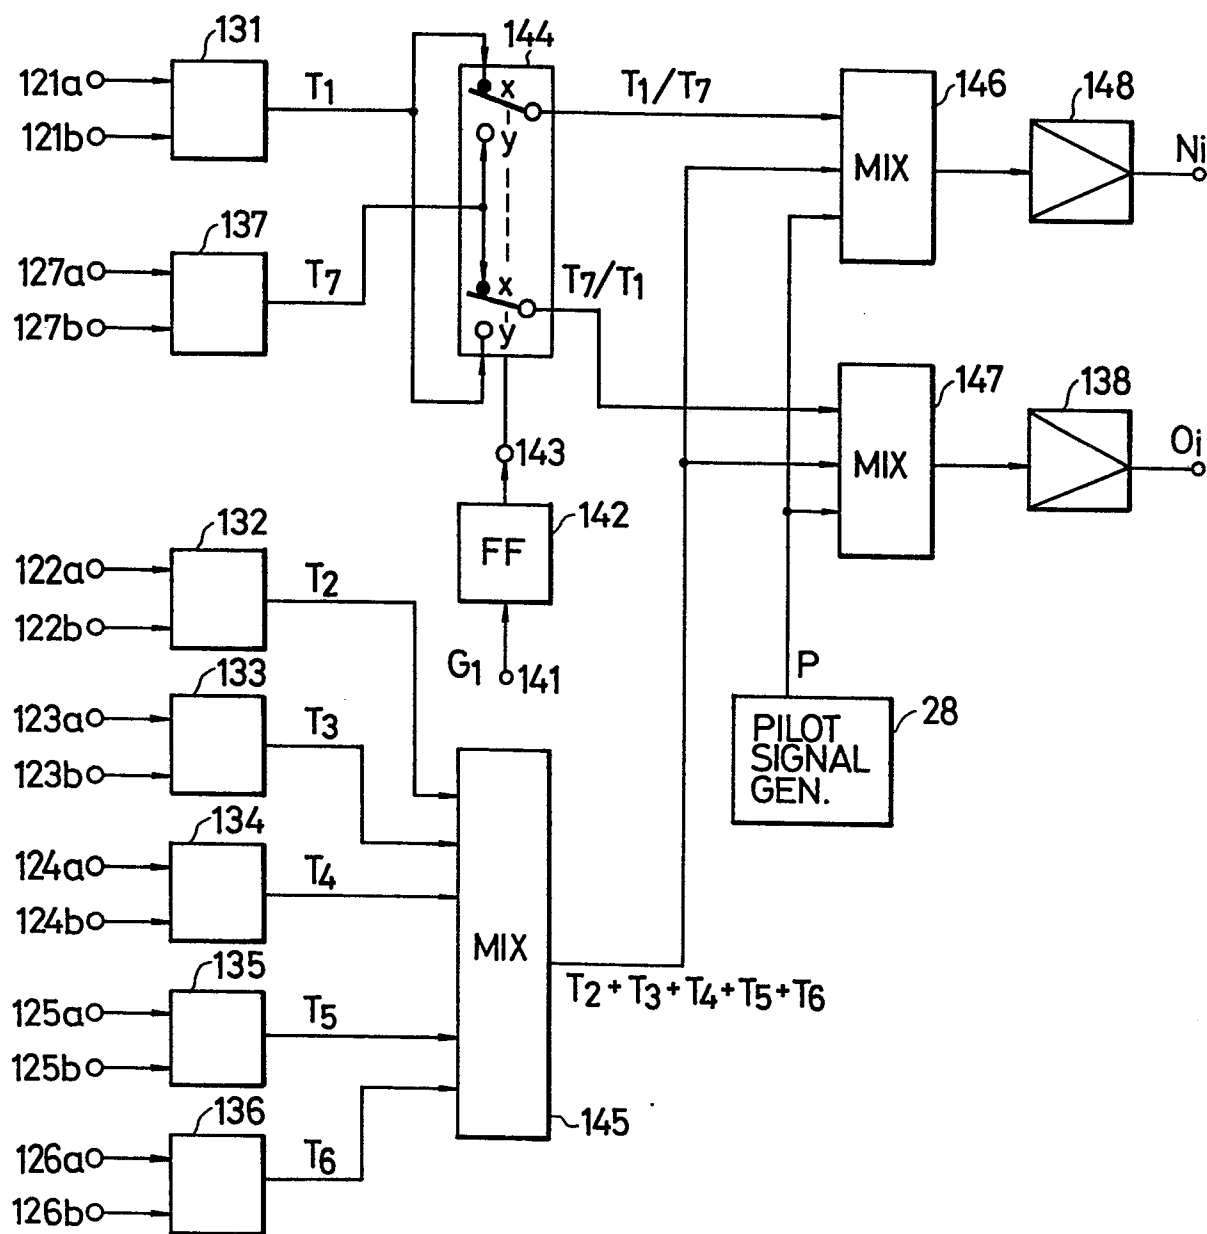 131
144
121a
121b
T1
x
y
T1/T7
146
148
MIX
Ni
137
127a
127b
T7
x
y
T7/T1
147
138
MIX
Oi
143
142
FF
132
122a
122b
T2
G1
141
P
28
PILOT
SIGNAL
GEN.
133
123a
123b
T3
134
124a
124b
T4
MIX
T2+T3+T4+T5+T6
135
125a
125b
T5
145
136
126a
126b
T6